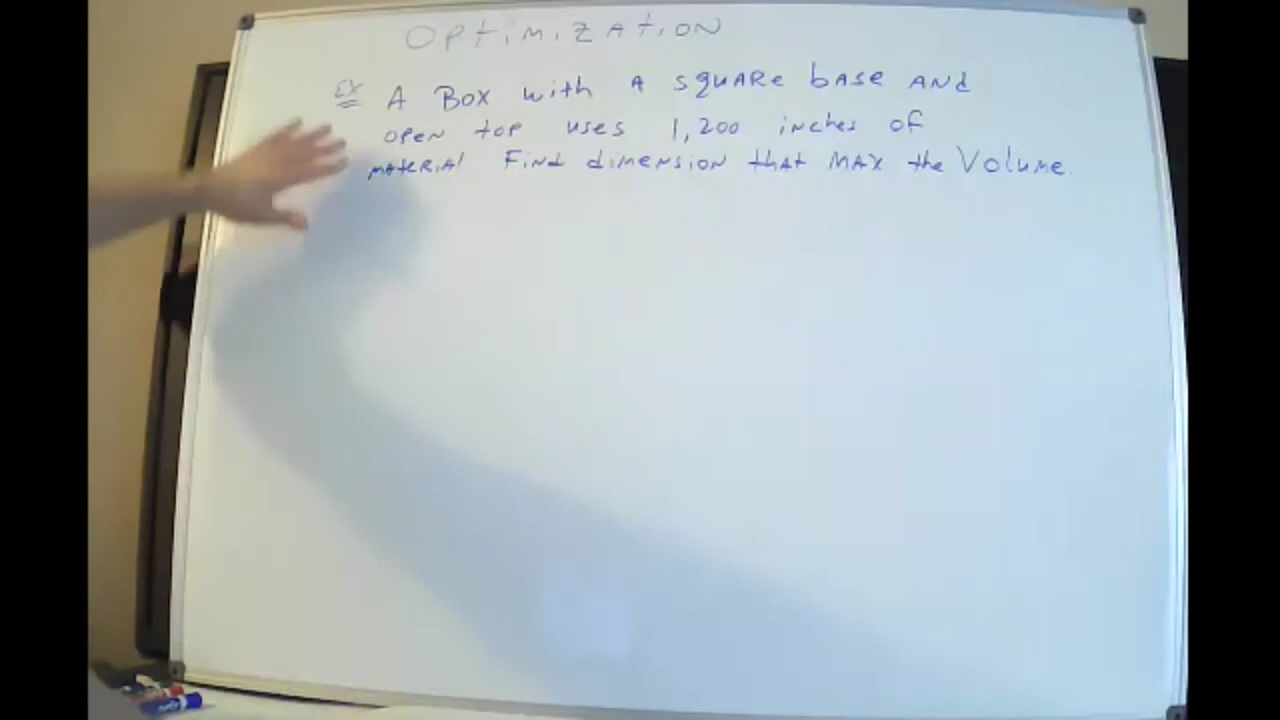 Optimization
Ex A Box with A square base and
open top uses 1,200 inches of
material Find dimension that MAX the Volume.